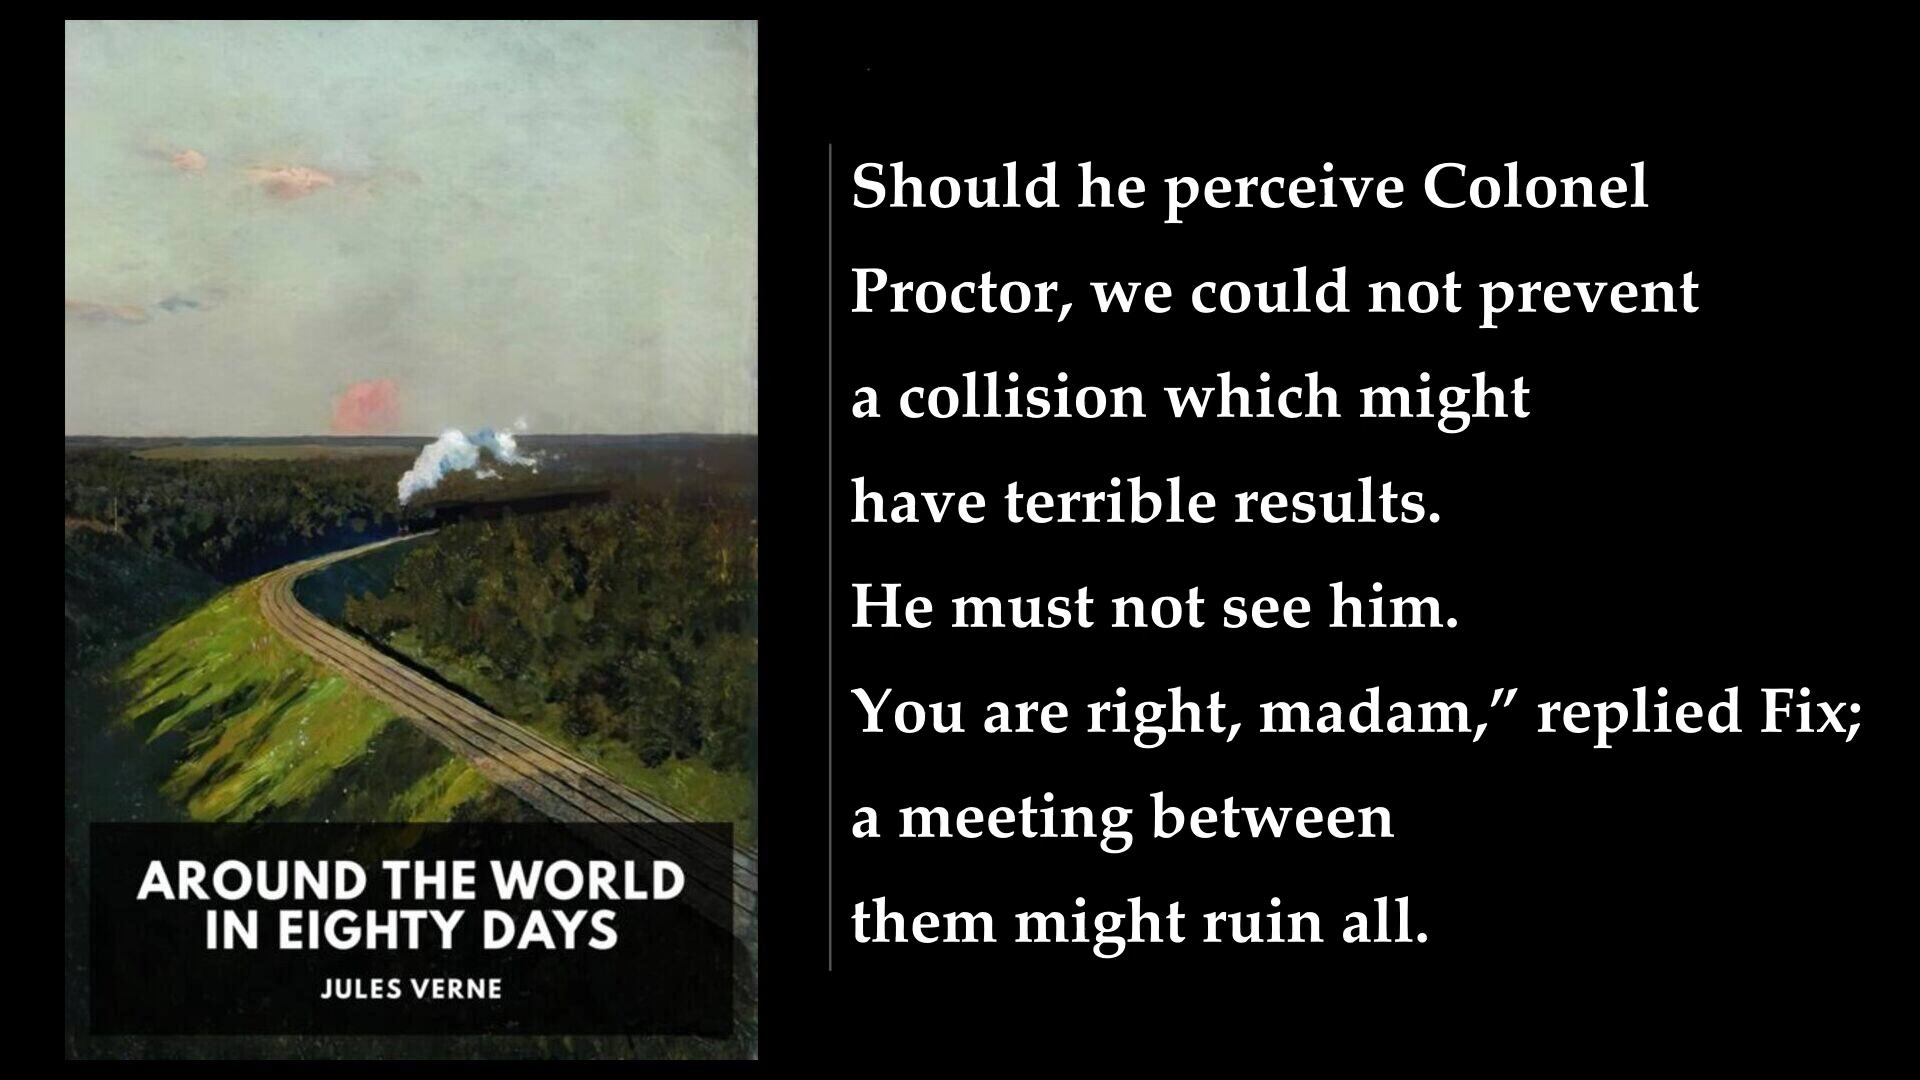 AROUND THE WORLD
IN EIGHTY DAYS
JULES VERNE
Should he perceive Colonel
Proctor, we could not prevent
a collision which might
have terrible results.
He must not see him.
You are right, madam,” replied Fix;
a meeting between
them might ruin all.